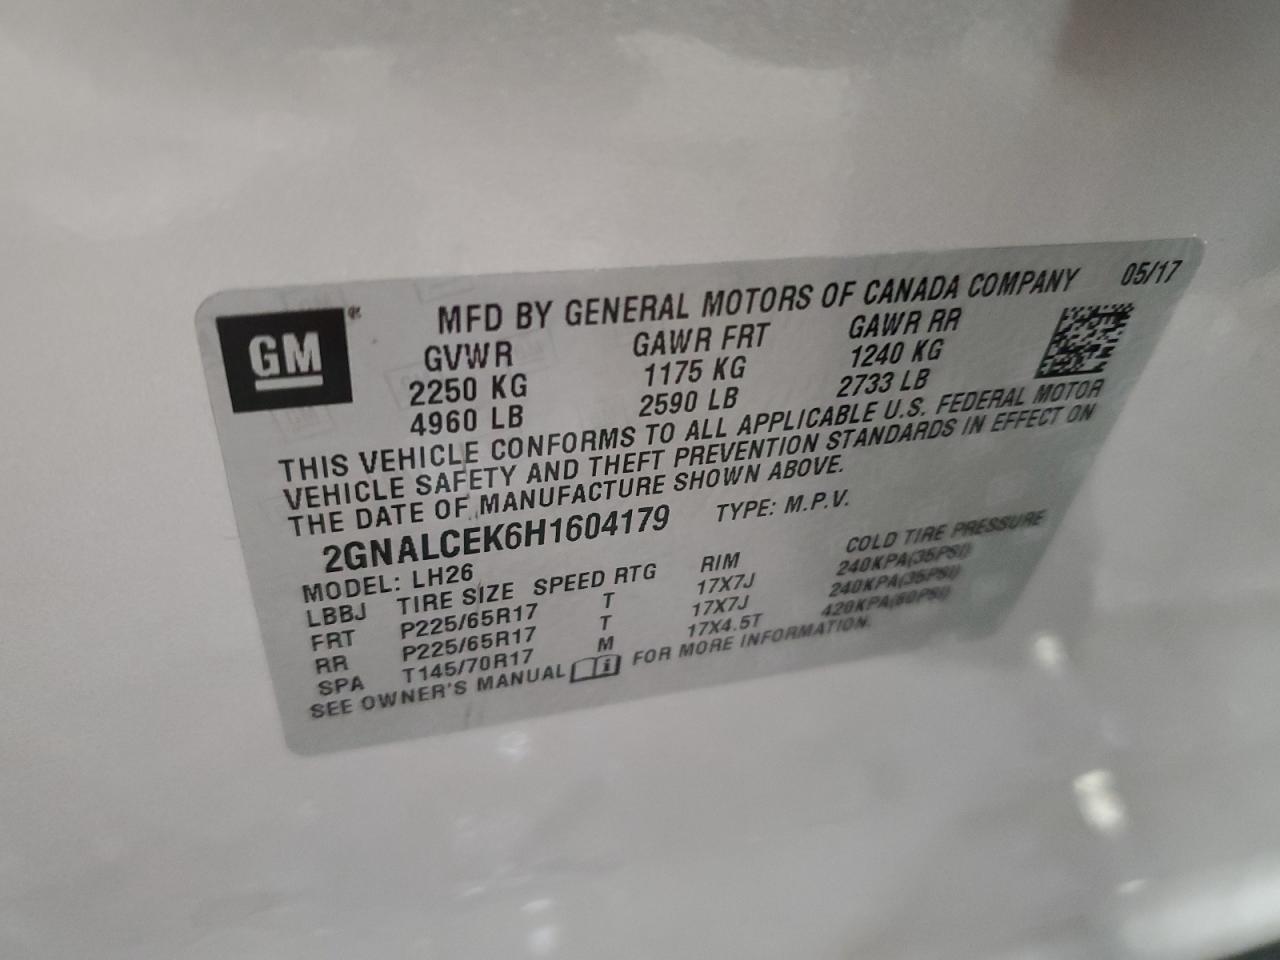 GM
MFD BY GENERAL MOTORS OF CANADA COMPANY 05/17
GVWR GAWR FRT GAWR RR
2250 KG 1175 KG 1240 KG
4960 LB 2590 LB 2733 LB
THIS VEHICLE CONFORMS TO ALL APPLICABLE U.S. FEDERAL MOTOR
VEHICLE SAFETY AND THEFT PREVENTION STANDARDS IN EFFECT ON
THE DATE OF MANUFACTURE SHOWN ABOVE.
2GNALCEK6H1604179 TYPE: M.P.V.
MODEL: LH26
LBBJ TIRE SIZE SPEED RTG RIM COLD TIRE PRESSURE
FRT P225/65R17 T 17X7J 240KPA(35PSI)
RR P225/65R17 T 17X7J 240KPA(35PSI)
SPA T145/70R17 M 17X4.5T 420KPA(60PSI)
SEE OWNER'S MANUAL FOR MORE INFORMATION.